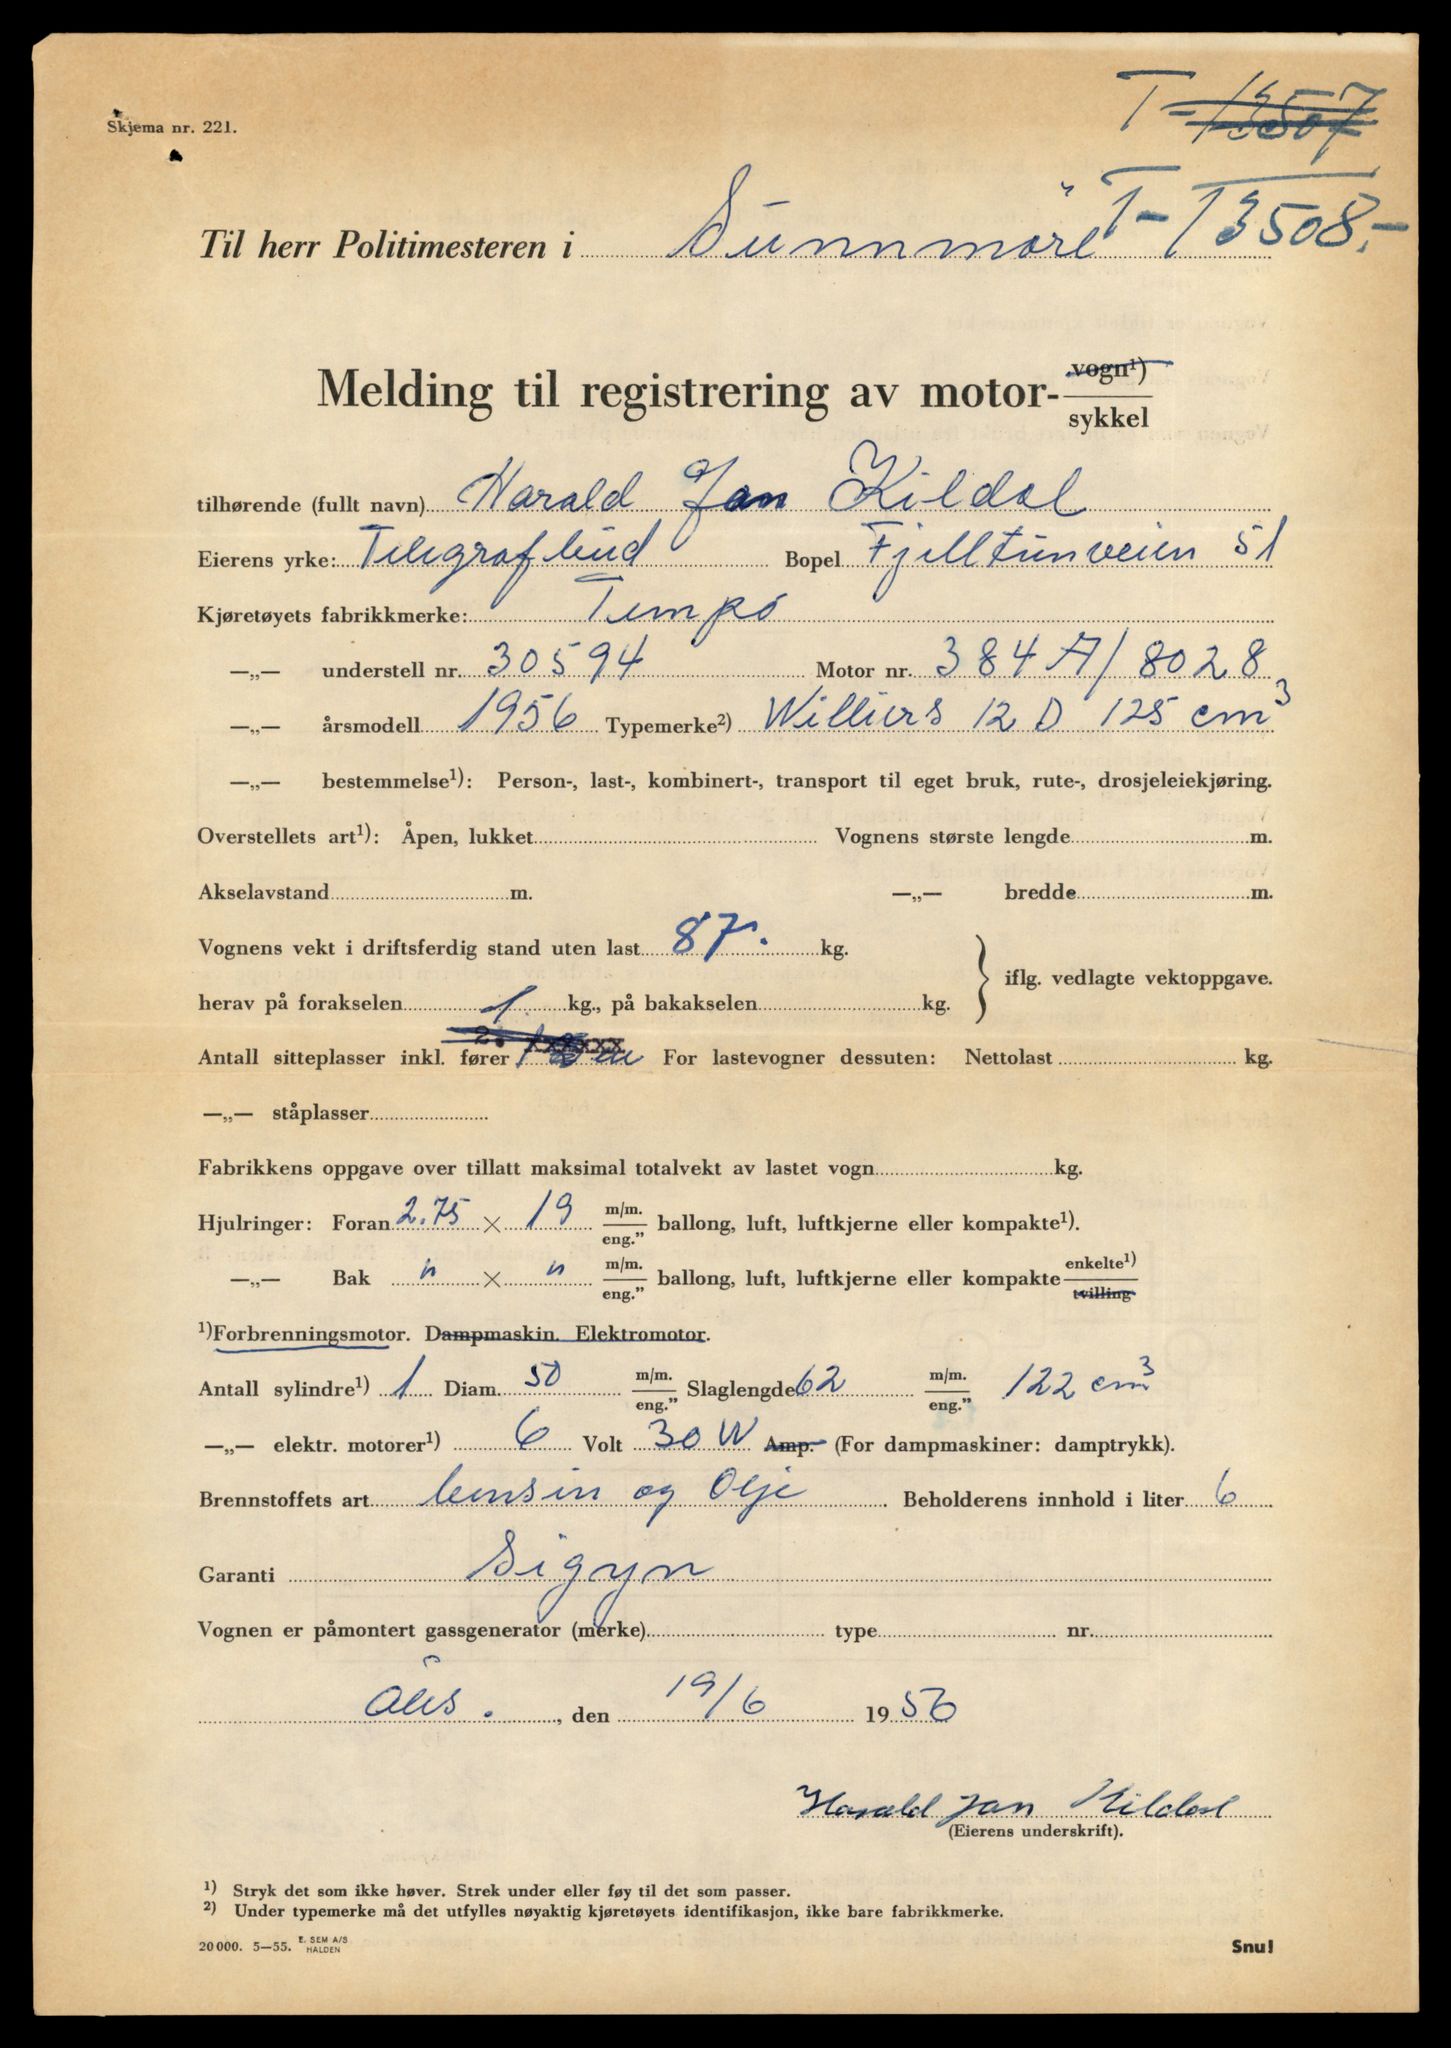 T-13507
Skjema nr. 221.
T-13508.-
Til herr Politimesteren i Sunnmöre
Melding til registrering av motor- vogn¹)
sykkel
tilhørende (fullt navn) Harald Jan Kildal
Eierens yrke: Telegrafbud Bopel Fjelltunveien 51
Kjøretøyets fabrikkmerke: Tempo
—„— understell nr. 30594 Motor nr. 384 A/8028
—„— årsmodell 1956 Typemerke²) Williers 12 D 125 cm³
—„— bestemmelse¹): Person-, last-, kombinert-, transport til eget bruk, rute-, drosjeleiekjøring.
Overstellets art¹): Åpen, lukket Vognens største lengde m.
Akselavstand m. —„— bredde m.
Vognens vekt i driftsferdig stand uten last 87. kg.
iflg. vedlagte vektoppgave.
herav på forakselen 1 kg., på bakakselen kg.
Antall sitteplasser inkl. fører 1 For lastevogner dessuten: Nettolast kg.
—„— ståplasser
Fabrikkens oppgave over tillatt maksimal totalvekt av lastet vogn kg.
Hjulringer: Foran 2.75 × 19 m/m. eng.” ballong, luft, luftkjerne eller kompakte¹).
—„— Bak " × " m/m. eng.” ballong, luft, luftkjerne eller kompakte enkelte¹) tvilling
¹)Forbrenningsmotor. Dampmaskin. Elektromotor.
Antall sylindre¹) 1 Diam. 50 m/m. eng.” Slaglengde 62 m/m. eng.” 122 cm³
—„— elektr. motorer¹) 6 Volt 30 W Amp. (For dampmaskiner: damptrykk).
Brennstoffets art bensin og Olje Beholderens innhold i liter 6
Garanti Sigyn
Vognen er påmontert gassgenerator (merke) type nr.
Åles. , den 19/6 1956
Harald Jan Kildal
(Eierens underskrift).
¹) Stryk det som ikke høver. Strek under eller føy til det som passer.
²) Under typemerke må det utfylles nøyaktig kjøretøyets identifikasjon, ikke bare fabrikkmerke.
20 000. 5—55. E. SEM A/S HALDEN Snu!